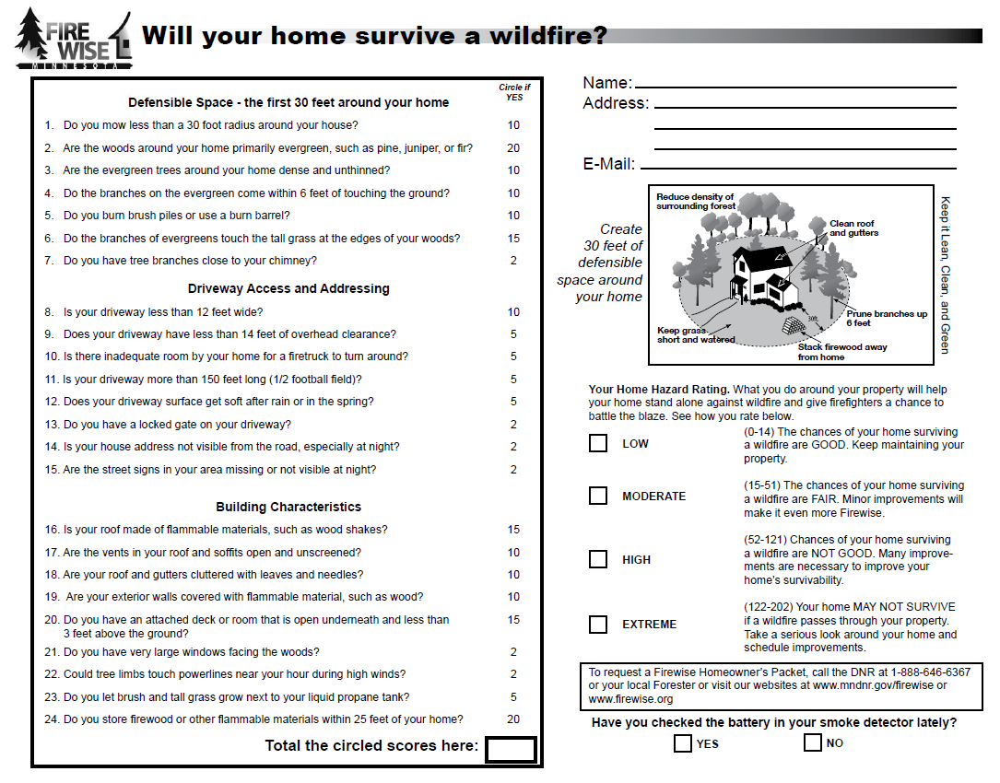 FIRE
WISE
MINNESOTA
Will your home survive a wildfire?
Circle if
YES
Defensible Space - the first 30 feet around your home
1. Do you mow less than a 30 foot radius around your house? 10
2. Are the woods around your home primarily evergreen, such as pine, juniper, or fir? 20
3. Are the evergreen trees around your home dense and unthinned? 10
4. Do the branches on the evergreen come within 6 feet of touching the ground? 10
5. Do you burn brush piles or use a burn barrel? 10
6. Do the branches of evergreens touch the tall grass at the edges of your woods? 15
7. Do you have tree branches close to your chimney? 2
Driveway Access and Addressing
8. Is your driveway less than 12 feet wide? 10
9. Does your driveway have less than 14 feet of overhead clearance? 5
10. Is there inadequate room by your home for a firetruck to turn around? 5
11. Is your driveway more than 150 feet long (1/2 football field)? 5
12. Does your driveway surface get soft after rain or in the spring? 5
13. Do you have a locked gate on your driveway? 2
14. Is your house address not visible from the road, especially at night? 2
15. Are the street signs in your area missing or not visible at night? 2
Building Characteristics
16. Is your roof made of flammable materials, such as wood shakes? 15
17. Are the vents in your roof and soffits open and unscreened? 10
18. Are your roof and gutters cluttered with leaves and needles? 10
19. Are your exterior walls covered with flammable material, such as wood? 10
20. Do you have an attached deck or room that is open underneath and less than 15
3 feet above the ground?
21. Do you have very large windows facing the woods? 2
22. Could tree limbs touch powerlines near your hour during high winds? 2
23. Do you let brush and tall grass grow next to your liquid propane tank? 5
24. Do you store firewood or other flammable materials within 25 feet of your home? 20
Total the circled scores here:
Name:
Address:
E-Mail:
Create
30 feet of
defensible
space around
your home
Reduce density of
surrounding forest
Clean roof
and gutters
Prune branches up
6 feet
30ft.
Keep grass
short and watered
Stack firewood away
from home
Keep it Lean, Clean, and Green
Your Home Hazard Rating. What you do around your property will help
your home stand alone against wildfire and give firefighters a chance to
battle the blaze. See how you rate below.
LOW
(0-14) The chances of your home surviving
a wildfire are GOOD. Keep maintaining your
property.
MODERATE
(15-51) The chances of your home surviving
a wildfire are FAIR. Minor improvements will
make it even more Firewise.
HIGH
(52-121) Chances of your home surviving
a wildfire are NOT GOOD. Many improve-
ments are necessary to improve your
home's survivability.
EXTREME
(122-202) Your home MAY NOT SURVIVE
if a wildfire passes through your property.
Take a serious look around your home and
schedule improvements.
To request a Firewise Homeowner's Packet, call the DNR at 1-888-646-6367
or your local Forester or visit our websites at www.mndnr.gov/firewise or
www.firewise.org
Have you checked the battery in your smoke detector lately?
YES
NO